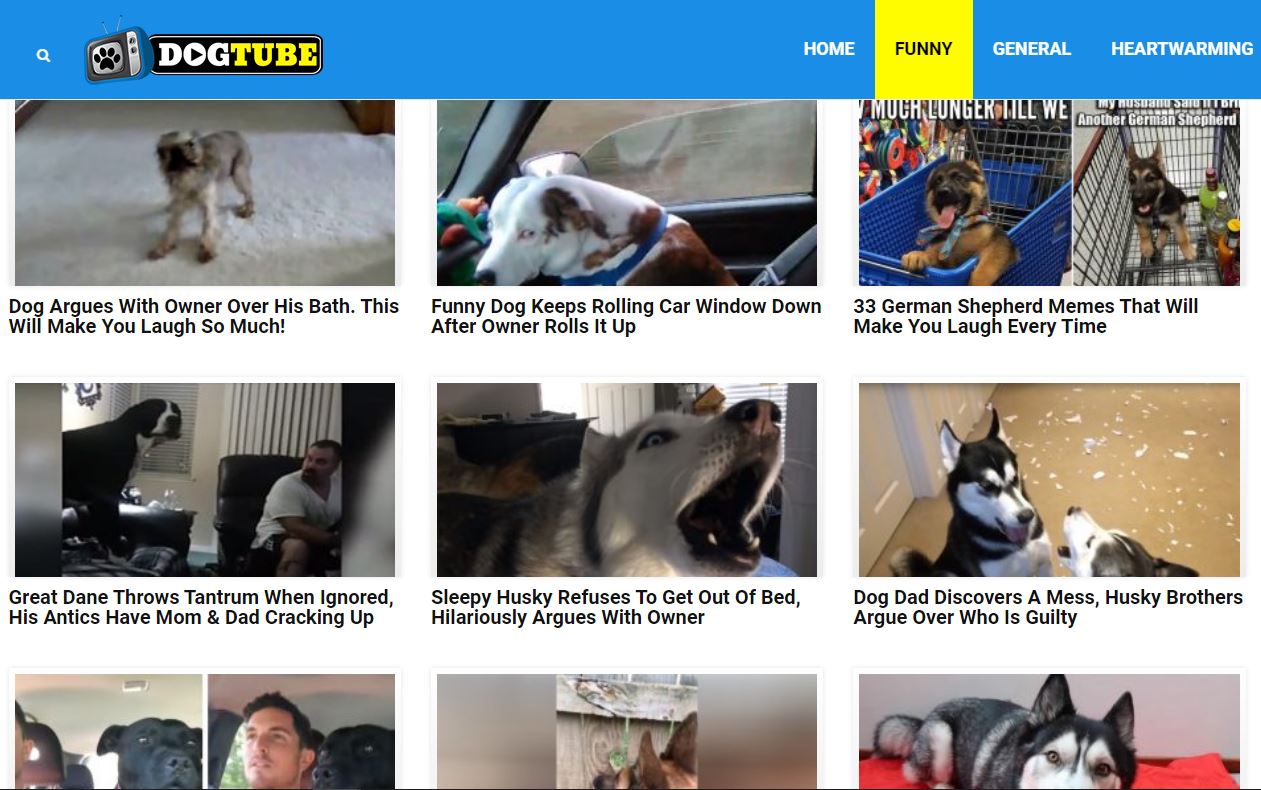 DOGTUBE
HOME
FUNNY
GENERAL
HEARTWARMING
MUCH LONGER TILL WE
My Husband Said If I Bri
Another German Shepherd
Dog Argues With Owner Over His Bath. This
Will Make You Laugh So Much!
Funny Dog Keeps Rolling Car Window Down
After Owner Rolls It Up
33 German Shepherd Memes That Will
Make You Laugh Every Time
Great Dane Throws Tantrum When Ignored,
His Antics Have Mom & Dad Cracking Up
Sleepy Husky Refuses To Get Out Of Bed,
Hilariously Argues With Owner
Dog Dad Discovers A Mess, Husky Brothers
Argue Over Who Is Guilty